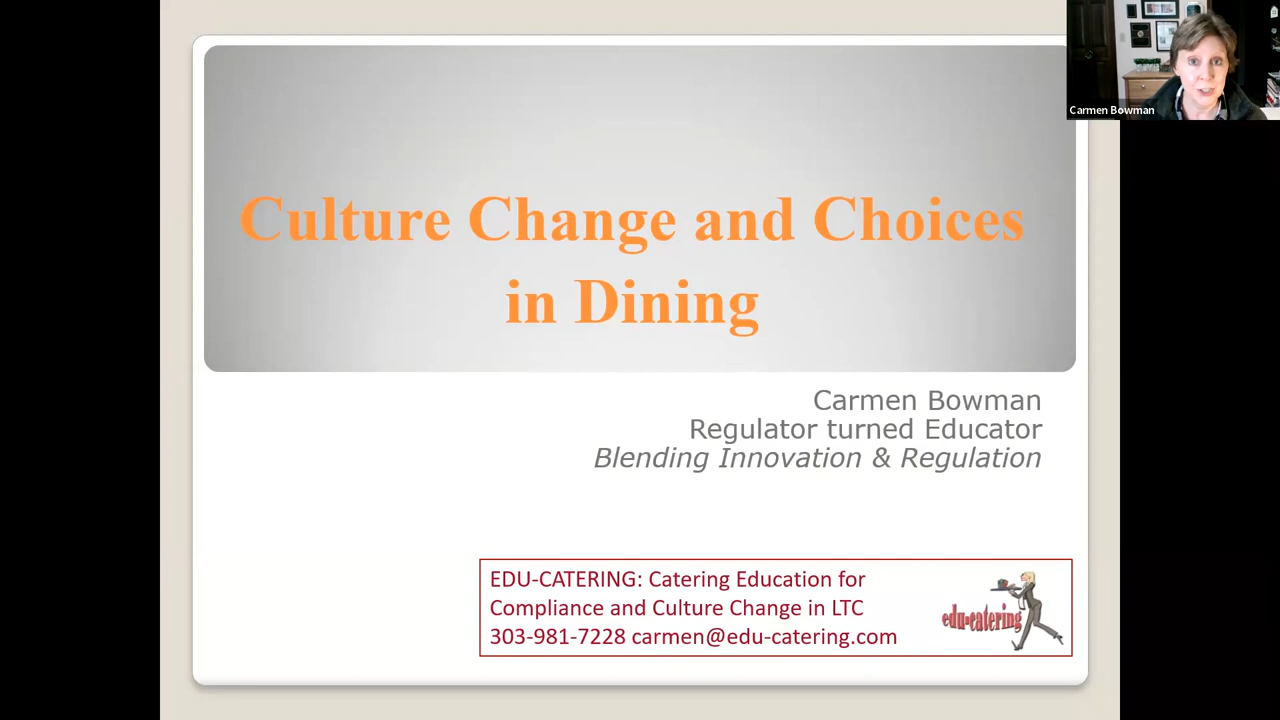 Carmen Bowman
Culture Change and Choices
in Dining
Carmen Bowman
Regulator turned Educator
Blending Innovation & Regulation
EDU-CATERING: Catering Education for
Compliance and Culture Change in LTC
303-981-7228 carmen@edu-catering.com
edu•catering